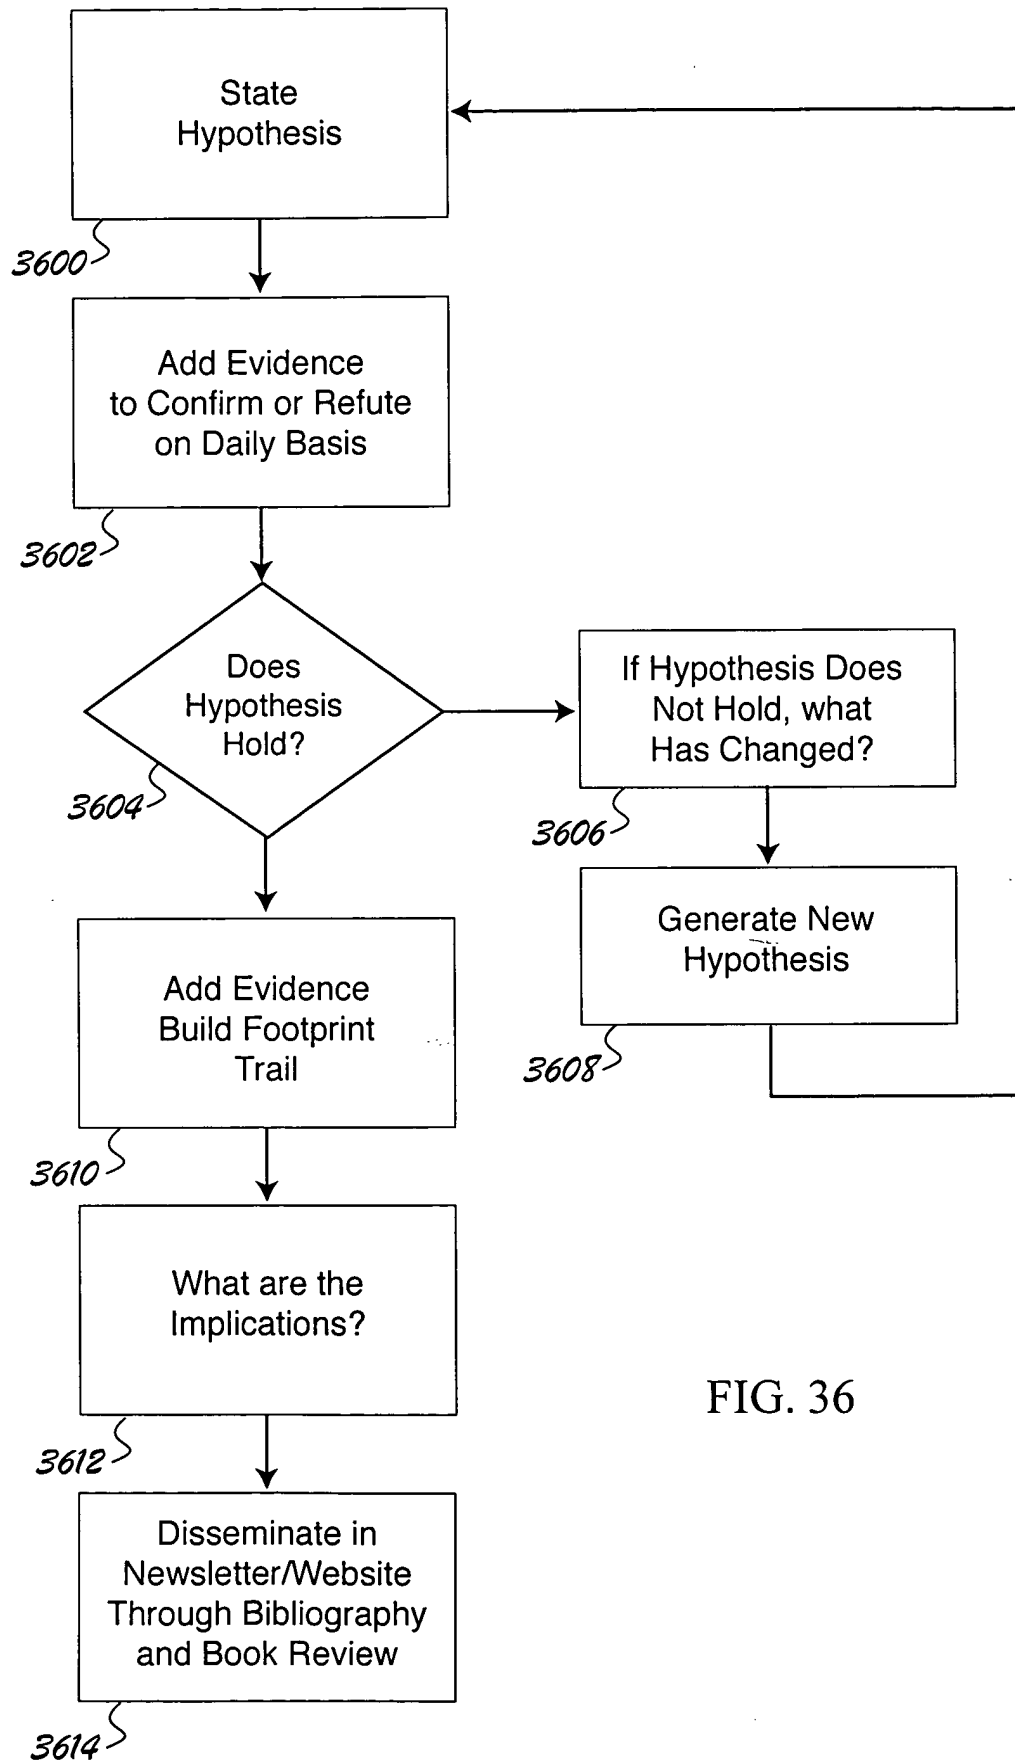 State
Hypothesis
3600
Add Evidence
to Confirm or Refute
on Daily Basis
3602
Does
Hypothesis
Hold?
3604
If Hypothesis Does
Not Hold, what
Has Changed?
3606
Generate New
Hypothesis
3608
Add Evidence
Build Footprint
Trail
3610
What are the
Implications?
3612
Disseminate in
Newsletter/Website
Through Bibliography
and Book Review
3614
FIG. 36